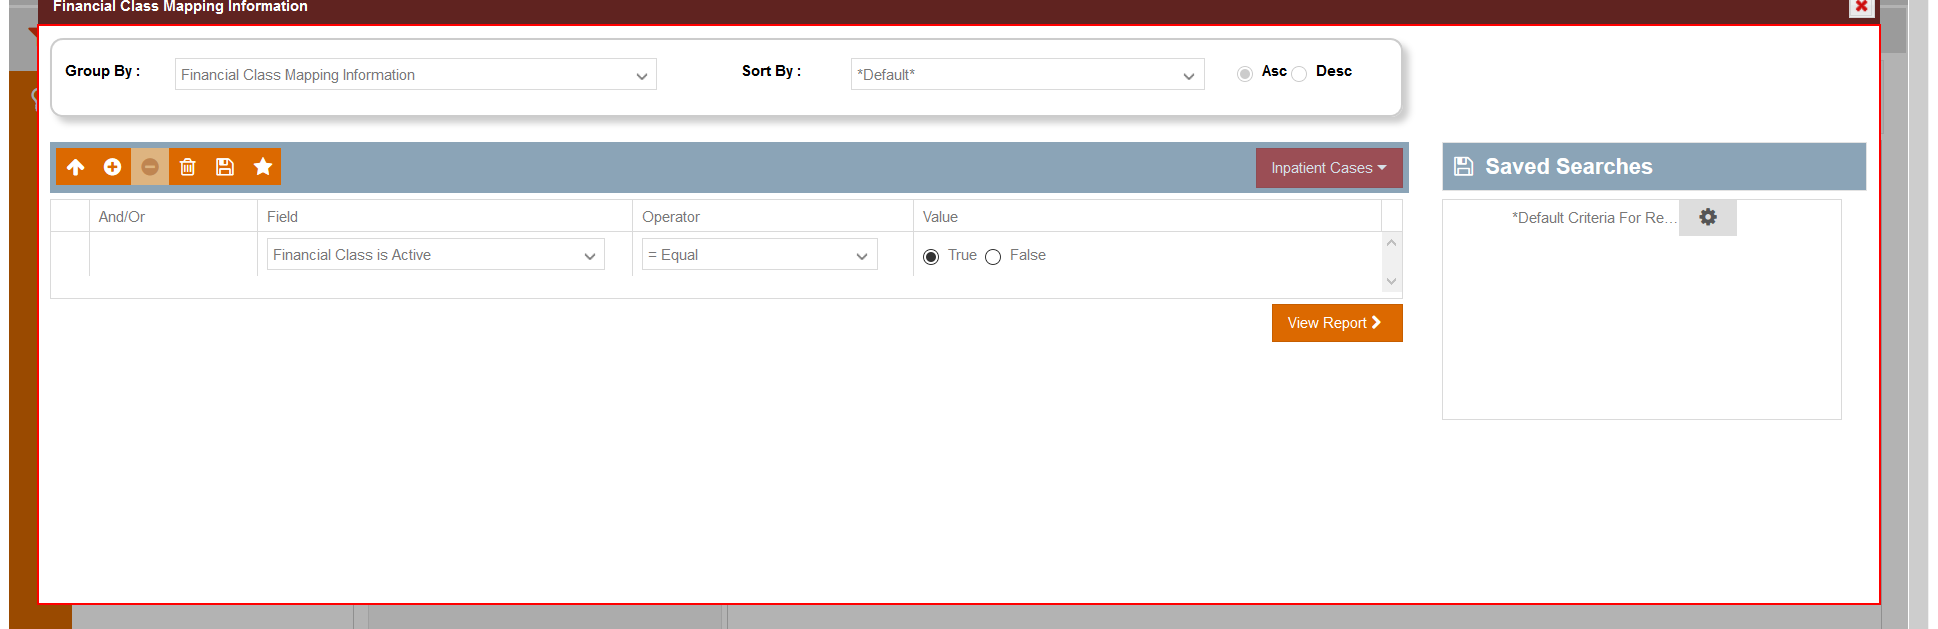 Financial Class Mapping Information
Group By :
Financial Class Mapping Information
Sort By :
*Default*
Asc
Desc
Inpatient Cases
Saved Searches
And/Or
Field
Operator
Value
*Default Criteria For Re...
Financial Class is Active
= Equal
True
False
View Report